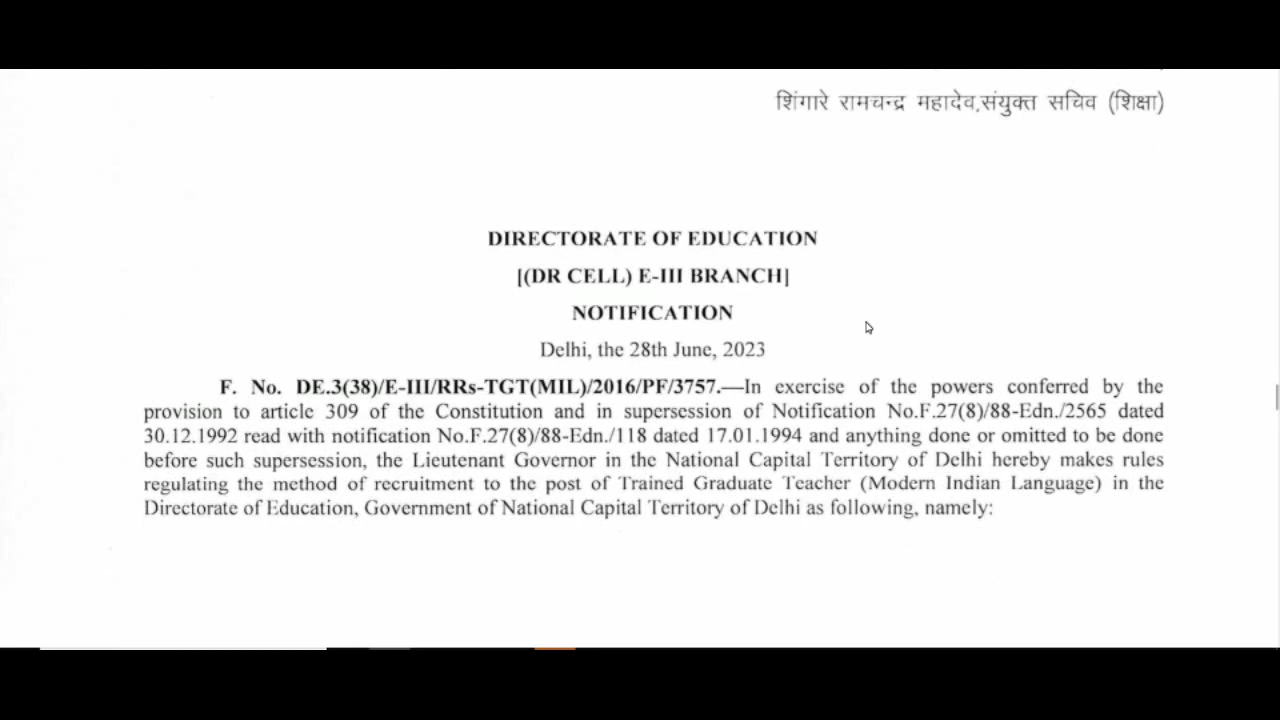 शिंगारे रामचन्द्र महादेव,संयुक्त सचिव (शिक्षा)
DIRECTORATE OF EDUCATION
[(DR CELL) E-III BRANCH]
NOTIFICATION
Delhi, the 28th June, 2023
F. No. DE.3(38)/E-III/RRs-TGT(MIL)/2016/PF/3757.—In exercise of the powers conferred by the
provision to article 309 of the Constitution and in supersession of Notification No.F.27(8)/88-Edn./2565 dated
30.12.1992 read with notification No.F.27(8)/88-Edn./118 dated 17.01.1994 and anything done or omitted to be done
before such supersession, the Lieutenant Governor in the National Capital Territory of Delhi hereby makes rules
regulating the method of recruitment to the post of Trained Graduate Teacher (Modern Indian Language) in the
Directorate of Education, Government of National Capital Territory of Delhi as following, namely: